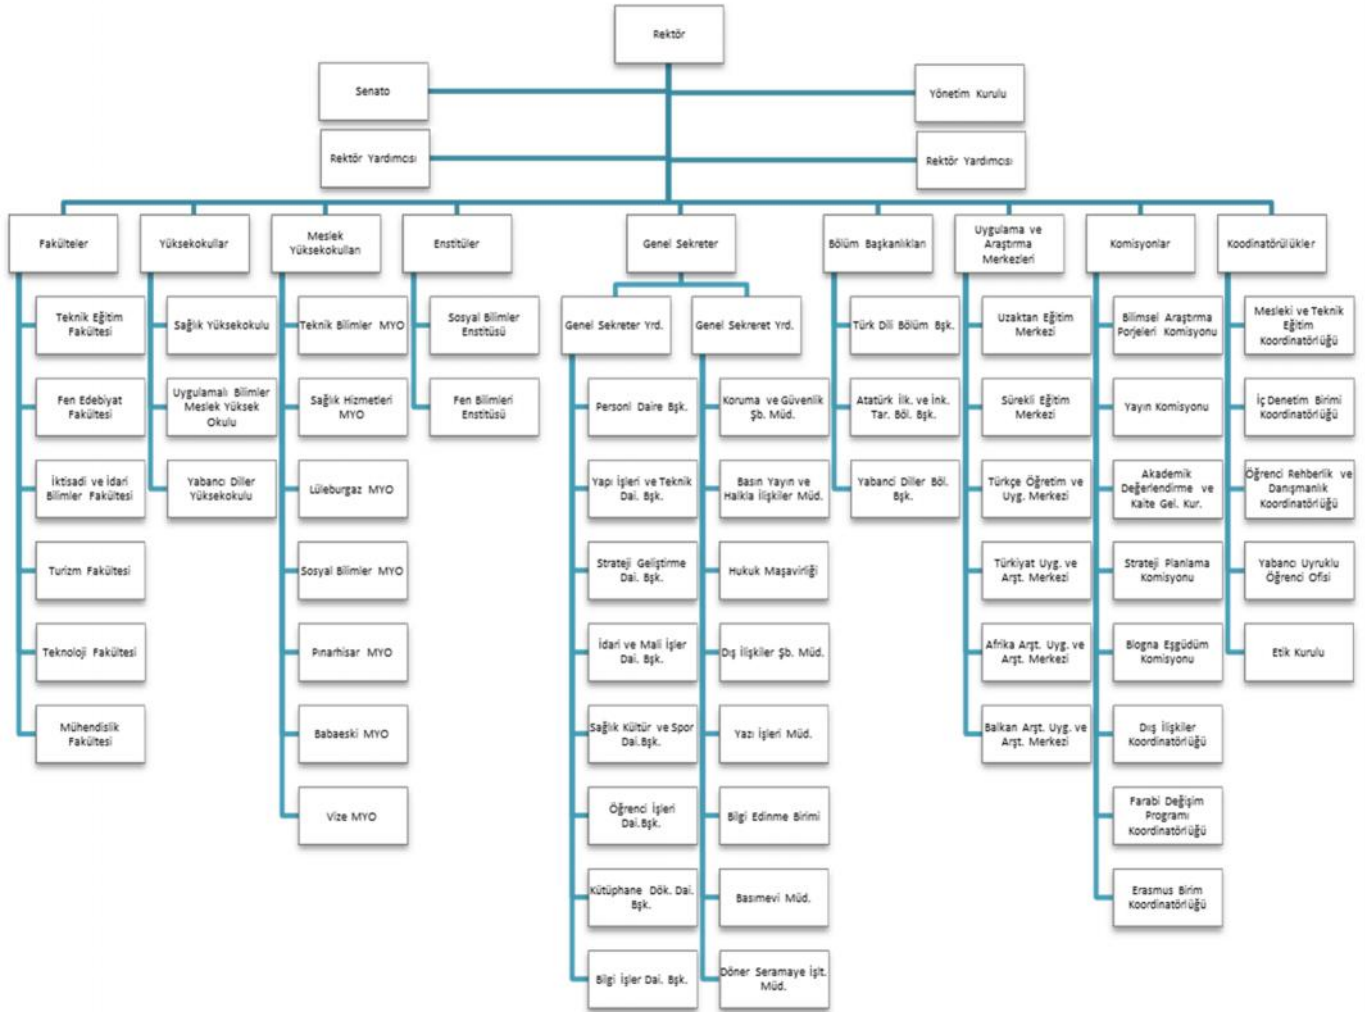 Rektör
Senato
Yönetim Kurulu
Rektör Yardımcısı
Rektör Yardımcısı
Fakülteler
Teknik Eğitim
Fakültesi
Fen Edebiyat
Fakültesi
İktisadi ve İdari
Bilimler Fakültesi
Turizm Fakültesi
Teknoloji Fakültesi
Mühendislik
Fakültesi
Yüksekokullar
Sağlık Yüksekokulu
Uygulamalı Bilimler
Meslek Yüksek
Okulu
Yabancı Diller
Yüksekokulu
Meslek
Yüksekokulları
Teknik Bilimler MYO
Sağlık Hizmetleri
MYO
Lüleburgaz MYO
Sosyal Bilimler MYO
Pınarhisar MYO
Babaeski MYO
Vize MYO
Enstitüler
Sosyal Bilimler
Enstitüsü
Fen Bilimleri
Enstitüsü
Genel Sekreter
Genel Sekreter Yrd.
Personl Daire Bşk.
Yapı İşleri ve Teknik
Dai. Bşk.
Strateji Geliştirme
Dai. Bşk.
İdari ve Mali İşler
Dai. Bşk.
Sağlık Kültür ve Spor
Dai.Bşk.
Öğrenci İşleri
Dai.Bşk.
Kütüphane Dök. Dai.
Bşk.
Bilgi İşler Dai. Bşk.
Genel Sekreret Yrd.
Koruma ve Güvenlik
Şb. Müd.
Basın Yayın ve
Halkla İlişkiler Müd.
Hukuk Maşavirliği
Dış İlişkiler Şb. Müd.
Yazı İşleri Müd.
Bilgi Edinme Birimi
Basımevi Müd.
Döner Seramaye İşlt.
Müd.
Bölüm Başkanlıkları
Türk Dili Bölüm Bşk.
Atatürk İlk. ve İnk.
Tar. Böl. Bşk.
Yabanci Diller Böl.
Bşk.
Uygulama ve
Araştırma
Merkezleri
Uzaktan Eğitim
Merkezi
Sürekli Eğitim
Merkezi
Türkçe Öğretim ve
Uyg. Merkezi
Türkiyat Uyg. ve
Arşt. Merkezi
Afrika Arşt. Uyg. ve
Arşt. Merkezi
Balkan Arşt. Uyg. ve
Arşt. Merkezi
Komisyonlar
Bilimsel Araştırma
Porjeleri Komisyonu
Yayın Komisyonu
Akademik
Değerlendirme ve
Kalte Gel. Kur.
Strateji Planlama
Komisyonu
Blogna Eşgüdüm
Komisyonu
Dış İlişkiler
Koordinatörlüğü
Farabi Değişim
Programı
Koordinatörlüğü
Erasmus Birim
Koordinatörlüğü
Koodinatörülükler
Mesleki ve Teknik
Eğitim
Koordinatörlüğü
İç Denetim Birimi
Koordinatörlüğü
Öğrenci Rehberlik ve
Danışmanlık
Koordinatörlüğü
Yabancı Uyruklu
Öğrenci Ofisi
Etik Kurulu